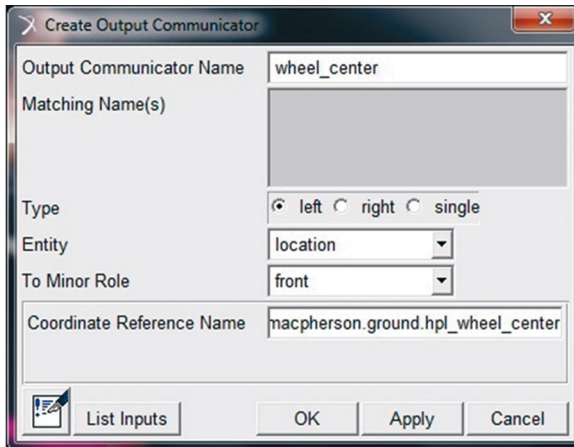 Create Output Communicator
Output Communicator Name wheel_center
Matching Name(s)
Type left right single
Entity location
To Minor Role front
Coordinate Reference Name macpherson.ground.hpl_wheel_center
List Inputs OK Apply Cancel